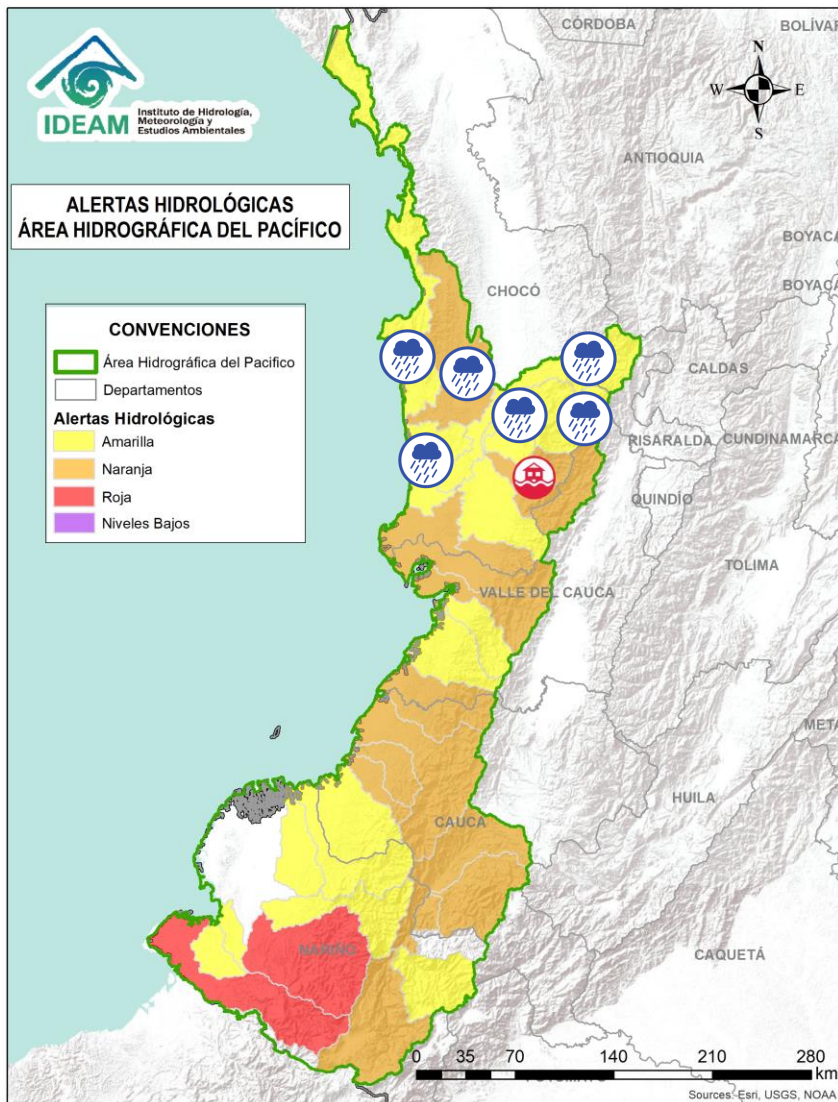 CÓRDOBA
BOLÍVAR
IDEAM
Instituto de Hidrología,
Meteorología y
Estudios Ambientales
N
W
E
S
ANTIOQUIA
ALERTAS HIDROLÓGICAS
ÁREA HIDROGRÁFICA DEL PACÍFICO
BOYACÁ
BOYACÁ
CHOCÓ
CONVENCIONES
Área Hidrográfica del Pacifico
Departamentos
Alertas Hidrológicas
Amarilla
Naranja
Roja
Niveles Bajos
CALDAS
RISARALDA
CUNDINAMARCA
QUINDÍO
TOLIMA
VALLE DEL CAUCA
META
HUILA
CAUCA
NARIÑO
CAQUETÁ
0 35 70 140 210 280
km
Sources: Esri, USGS, NOAA